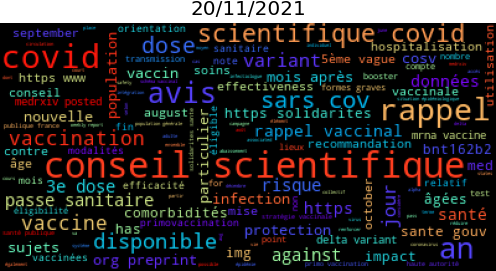 20/11/2021
september
orientation
scientifique covid
dose
sanitaire
hospitalisation
covid
population
transmission
cas
note
variant
5ème vague
cosv
nombre
utilisation
https www
vaccin
soins
mois après
booster
compte
données
conseil
avis
effectiveness
formes graves
vaccinale
medrxiv posted
nouvelle
august
sars cov
rappel
https solidarites
publique france
fin
particulier
éligible
rappel vaccinal
mrna vaccine
vaccination
lieux
recommandation
bnt162b2
contre
modalités
âge
conseil scientifique
med
cours
mois
3e dose
efficacité
risque
october
jour
relatif
âgées
test
passe sanitaire
infection
éligibilité
comorbidités
mise
https
santé
vaccine
has
primovaccination
protection
sante gouv
disponible
point
delta variant
an
sujets
vaccinées
org preprint
img
against
impact